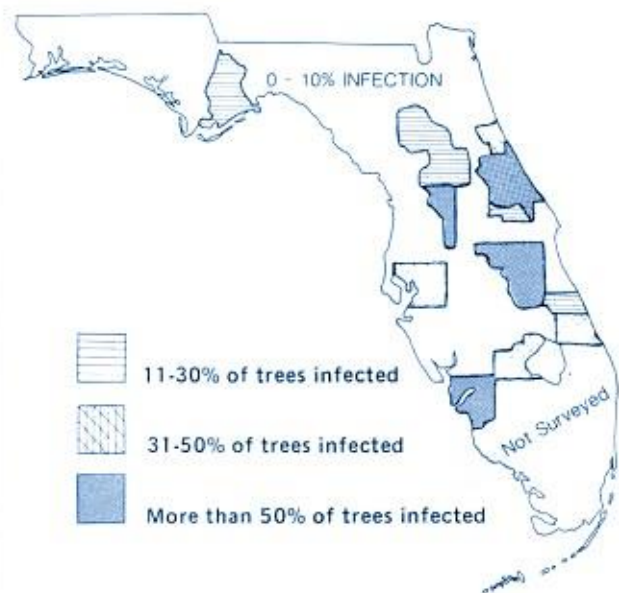 0 - 10% INFECTION
11-30% of trees infected
31-50% of trees infected
More than 50% of trees infected
Not Surveyed